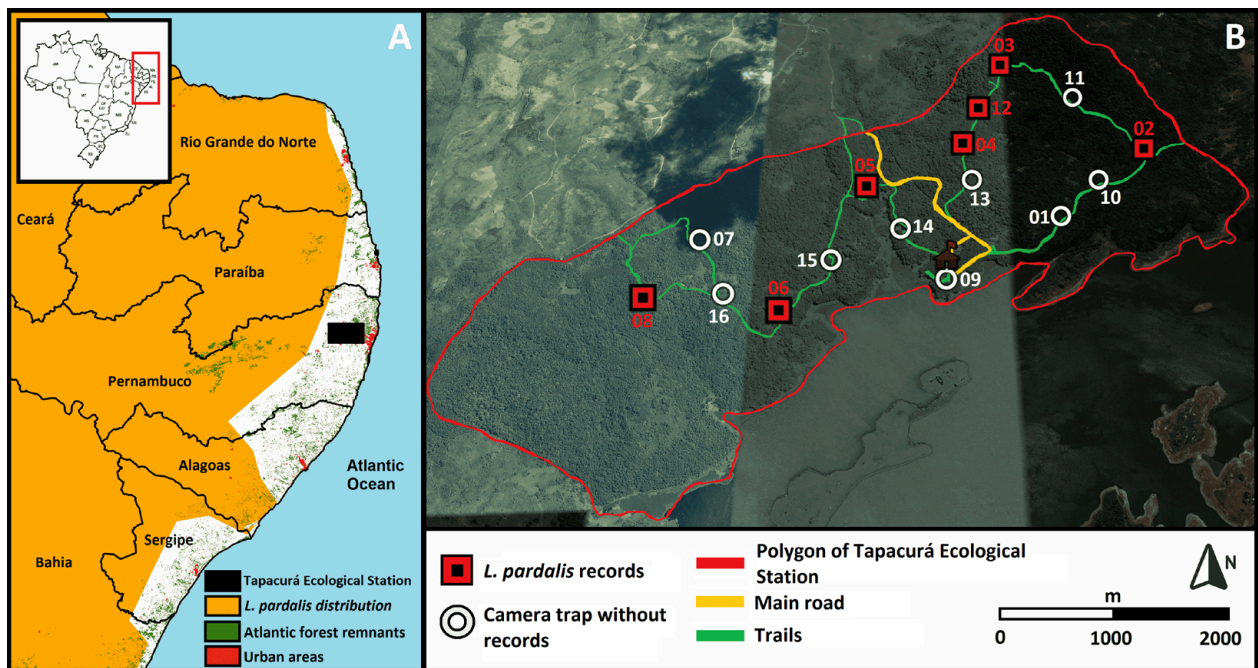 A
Rio Grande do Norte
Ceará
Paraíba
Pernambuco
Alagoas
Atlantic
Ocean
Sergipe
Bahia
Tapacurá Ecological Station
L. pardalis distribution
Atlantic forest remnants
Urban areas
B
03
11
12
02
04
05
13
10
01
14
07
15
09
06
16
08
L. pardalis records
Camera trap without
records
Polygon of Tapacurá Ecological
Station
Main road
Trails
N
m
0 1000 2000